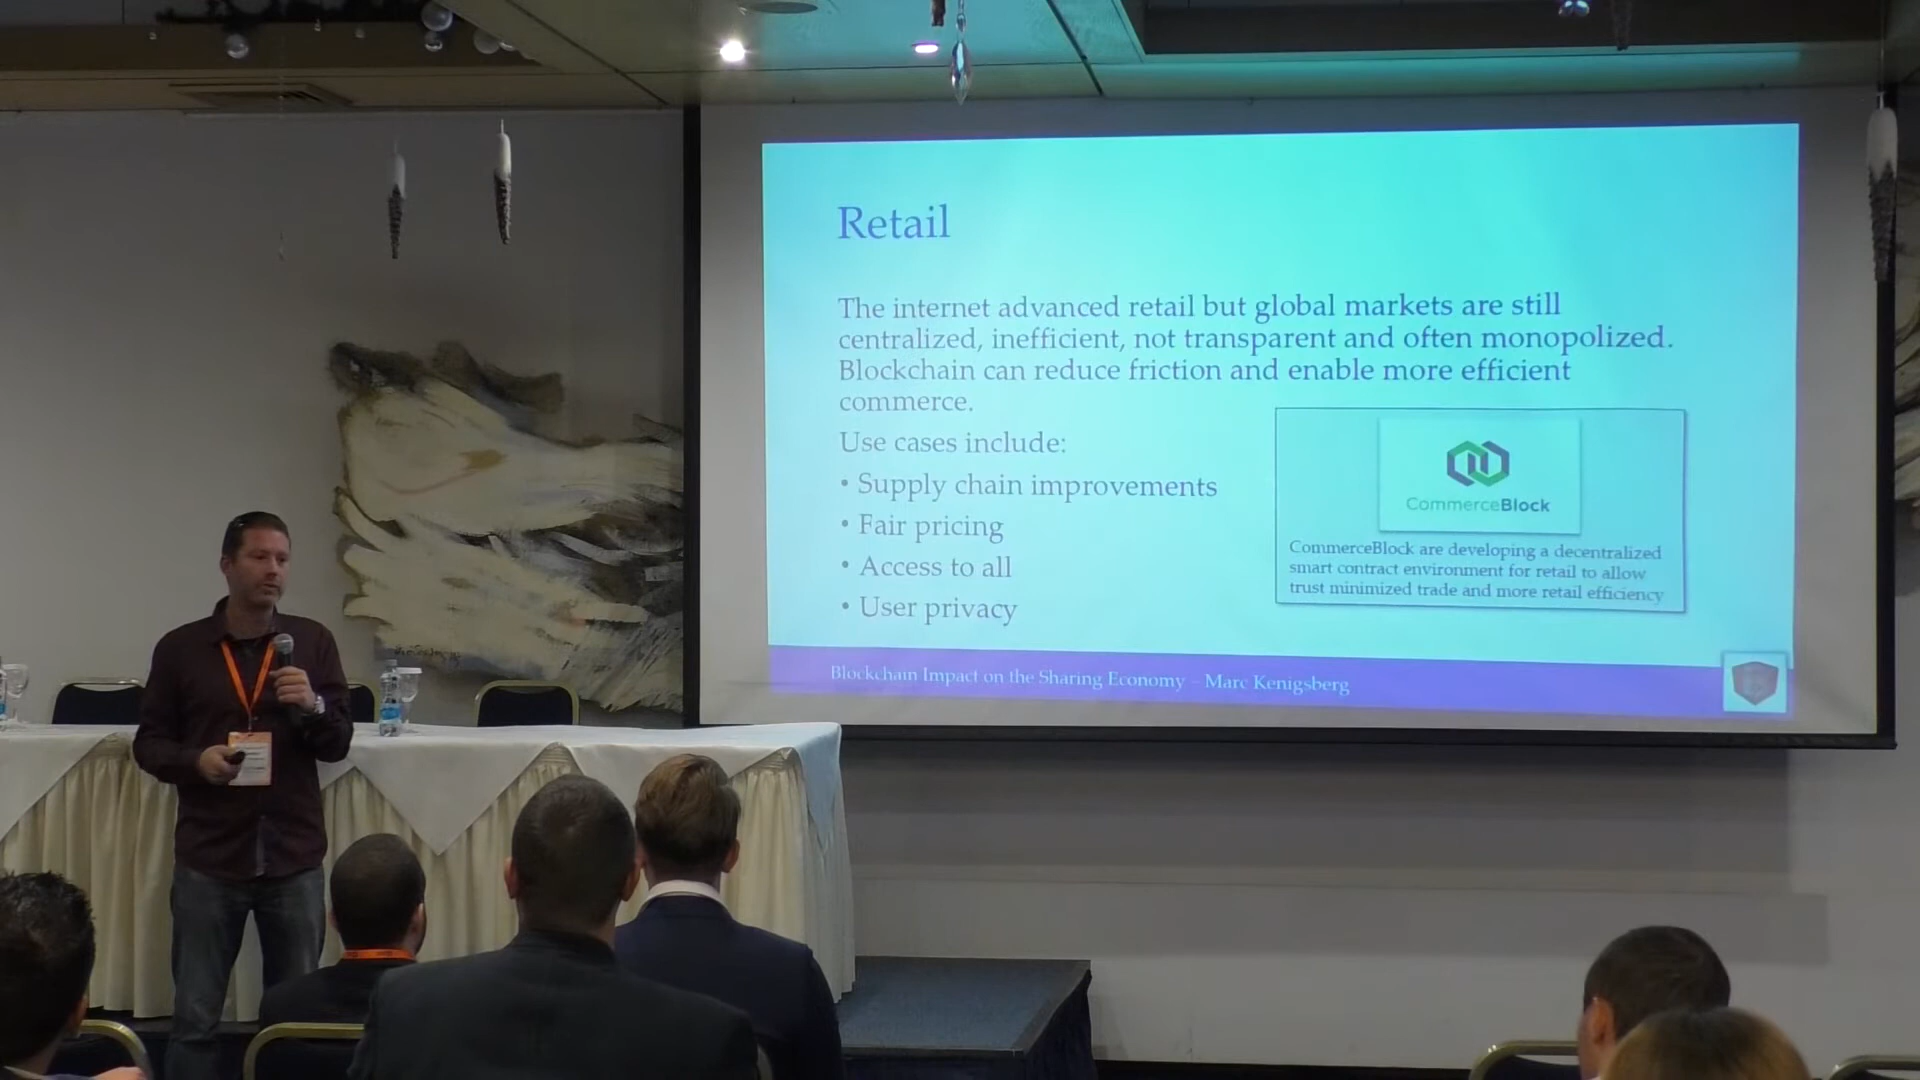 Retail
The internet advanced retail but global markets are still
centralized, inefficient, not transparent and often monopolized.
Blockchain can reduce friction and enable more efficient
commerce.
Use cases include:
• Supply chain improvements
• Fair pricing
• Access to all
• User privacy
CommerceBlock
CommerceBlock are developing a decentralized
smart contract environment for retail to allow
trust minimized trade and more retail efficiency
Blockchain Impact on the Sharing Economy – Marc Kenigsberg